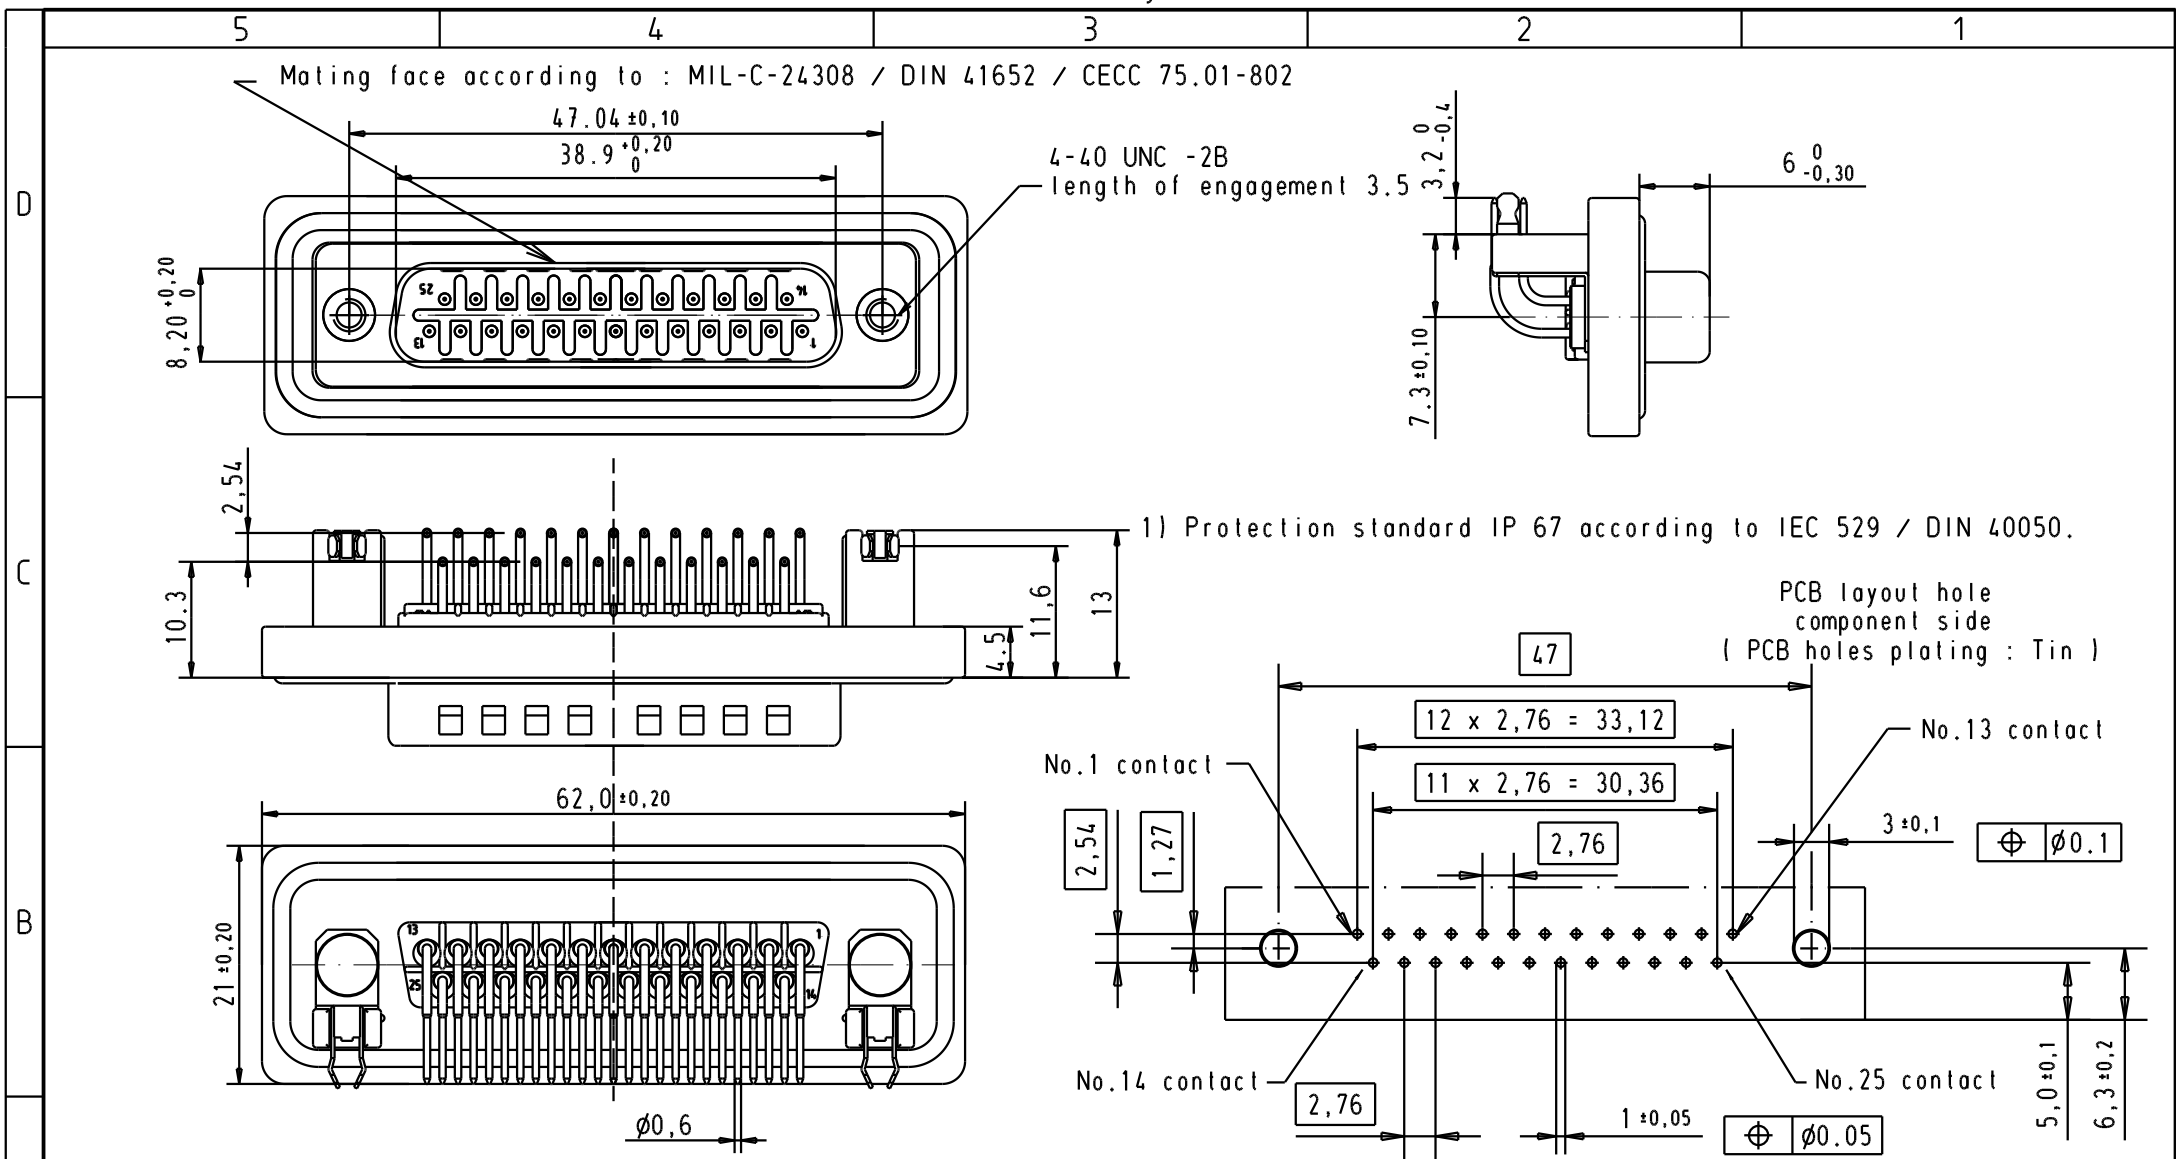 5 4 3 2 1
Mating face according to : MIL-C-24308 / DIN 41652 / CECC 75.01-802
47.04 ±0,10
38.9 +0,20 0
4-40 UNC -2B
length of engagement 3.5
3,2 0 -0,4
6 0 -0,30
D
8,20 +0,20 0
25 14
13 1
7.3 ±0,10
2,54
1) Protection standard IP 67 according to IEC 529 / DIN 40050.
C
10.3
4.5
11,6
13
PCB layout hole
component side
( PCB holes plating : Tin )
47
12 x 2,76 = 33,12
No.13 contact
No.1 contact
11 x 2,76 = 30,36
62,0 ±0,20
2,54
1,27
2,76
3 ±0,1
⌖ Ø0.1
B
21 ±0,20
13 1
25 14
No.14 contact
No.25 contact
5,0 ±0,1
6,3 ±0,2
2,76
1 ±0,05
⌖ Ø0.05
Ø0,6